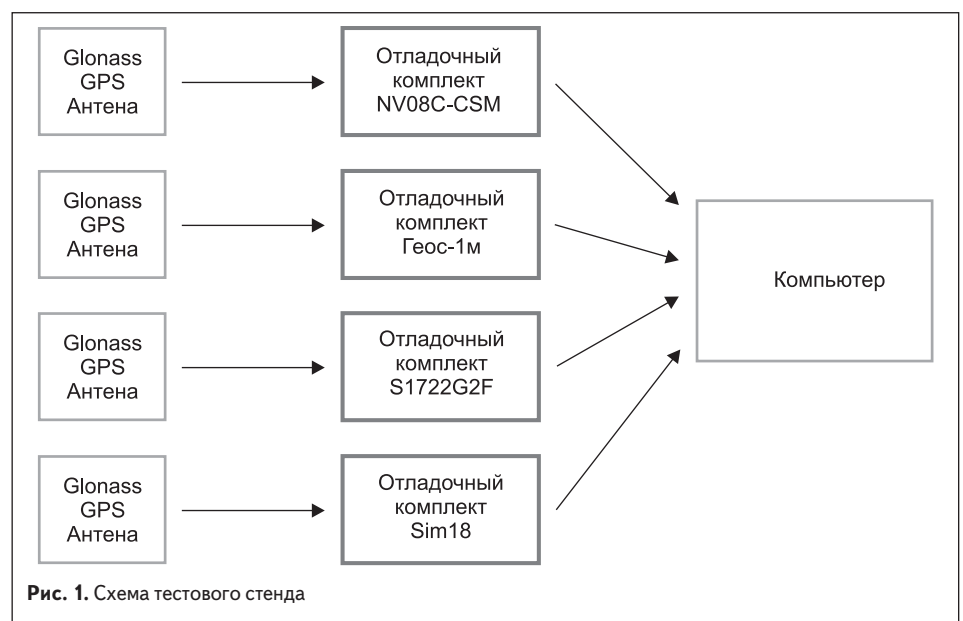 Glonass
GPS
Антена
Отладочный
комплект
NV08C-CSM
Glonass
GPS
Антена
Отладочный
комплект
Геос-1м
Компьютер
Glonass
GPS
Антена
Отладочный
комплект
S1722G2F
Glonass
GPS
Антена
Отладочный
комплект
Sim18
Рис. 1. Схема тестового стенда